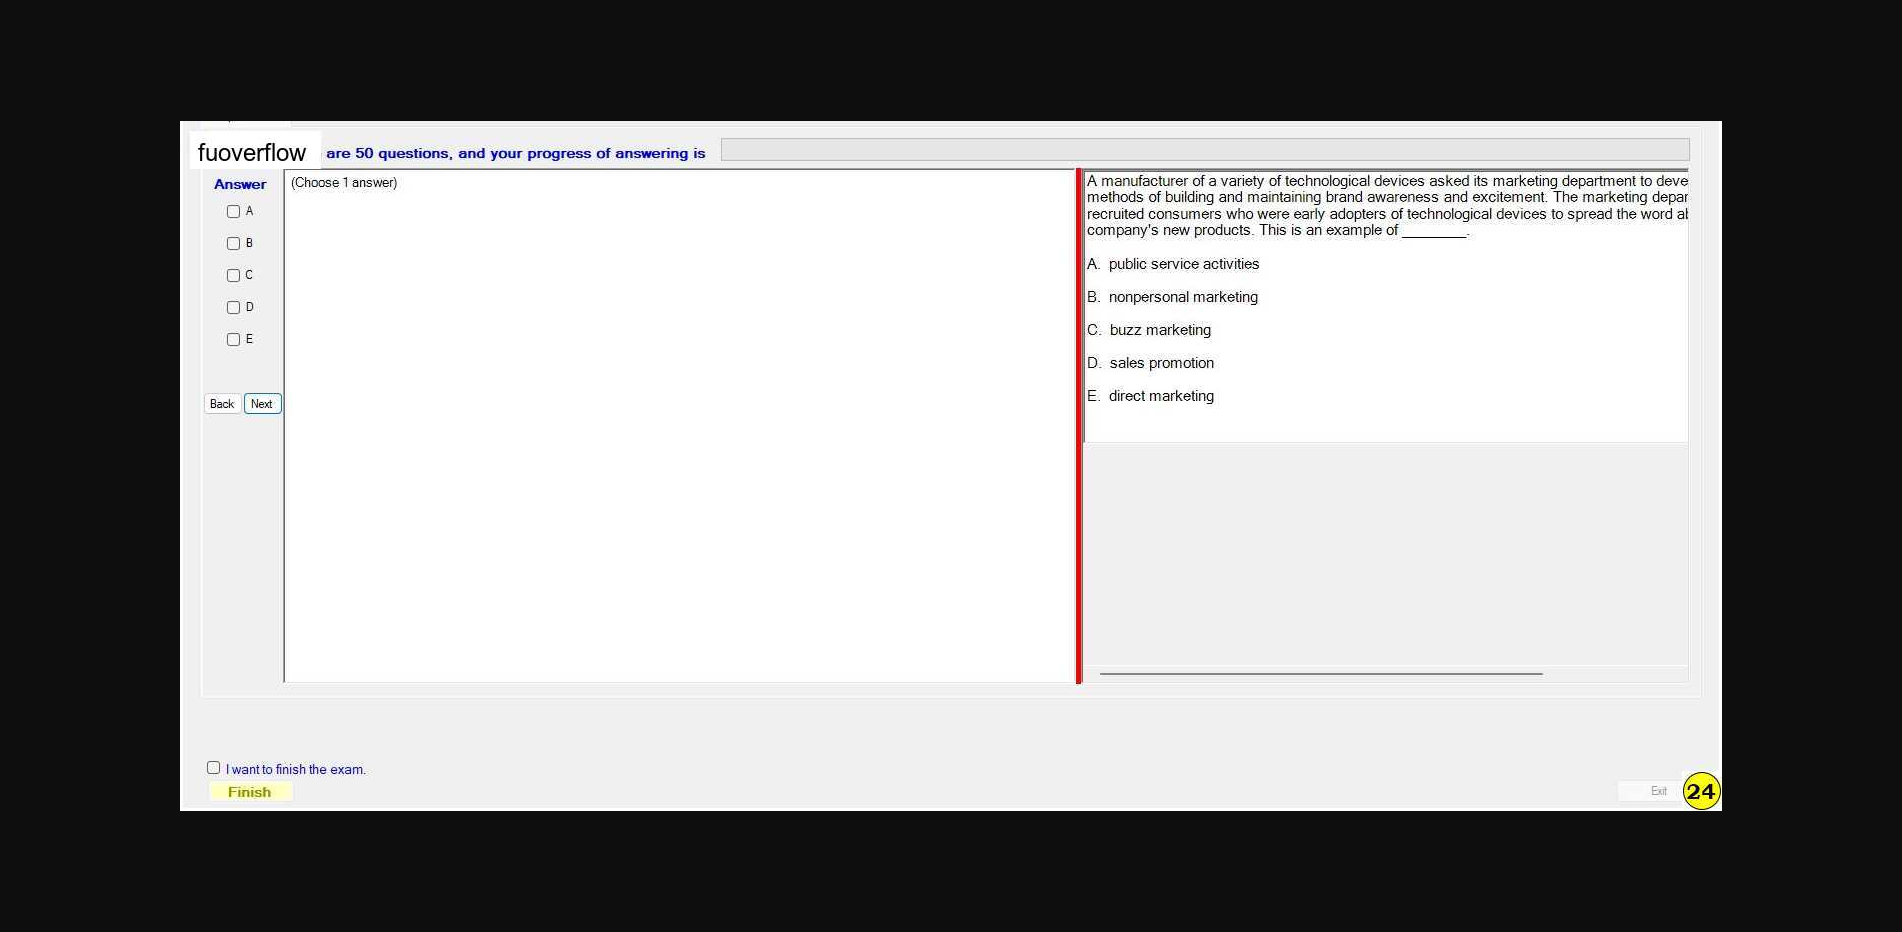 fuoverflow are 50 questions, and your progress of answering is
Answer
A
B
C
D
E
Back Next
(Choose 1 answer)
A manufacturer of a variety of technological devices asked its marketing department to deve
methods of building and maintaining brand awareness and excitement. The marketing depar
recruited consumers who were early adopters of technological devices to spread the word al
company's new products. This is an example of ________.
A. public service activities
B. nonpersonal marketing
C. buzz marketing
D. sales promotion
E. direct marketing
I want to finish the exam.
Finish
Exit
24